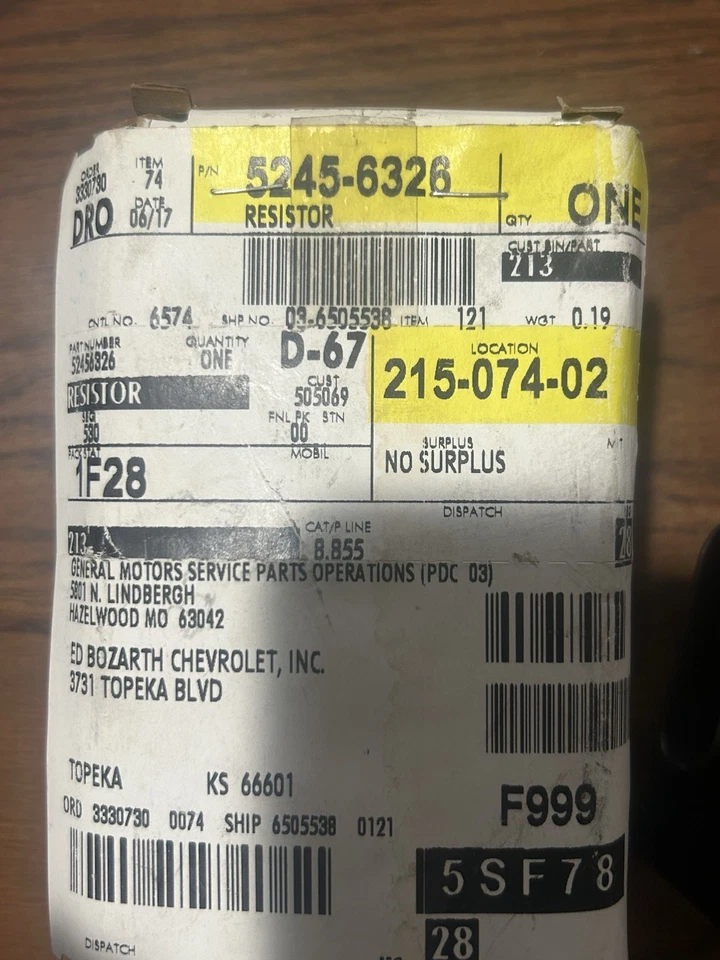 ORDER 3330730 ITEM 74 P/N 5245-6326 QTY ONE
DRO DATE 06/17 RESISTOR
CUST BIN/PART
213
CNTL NO. 6574 SHP NO. 03-6505538 ITEM 121 WGT 0.19
PART NUMBER 52456326 QUANTITY ONE D-67 LOCATION
215-074-02
RESISTOR CUST 505069
530 FNL PK STN 00
SURPLUS
NO SURPLUS
1F28 MOBIL
DISPATCH
213 CAT/P LINE 8.855 28
GENERAL MOTORS SERVICE PARTS OPERATIONS (PDC 03)
5801 N. LINDBERGH
HAZELWOOD MO 63042
ED BOZARTH CHEVROLET, INC.
3731 TOPEKA BLVD
TOPEKA KS 66601
F999
ORD 3330730 0074 SHIP 6505538 0121
5SF78
28
DISPATCH